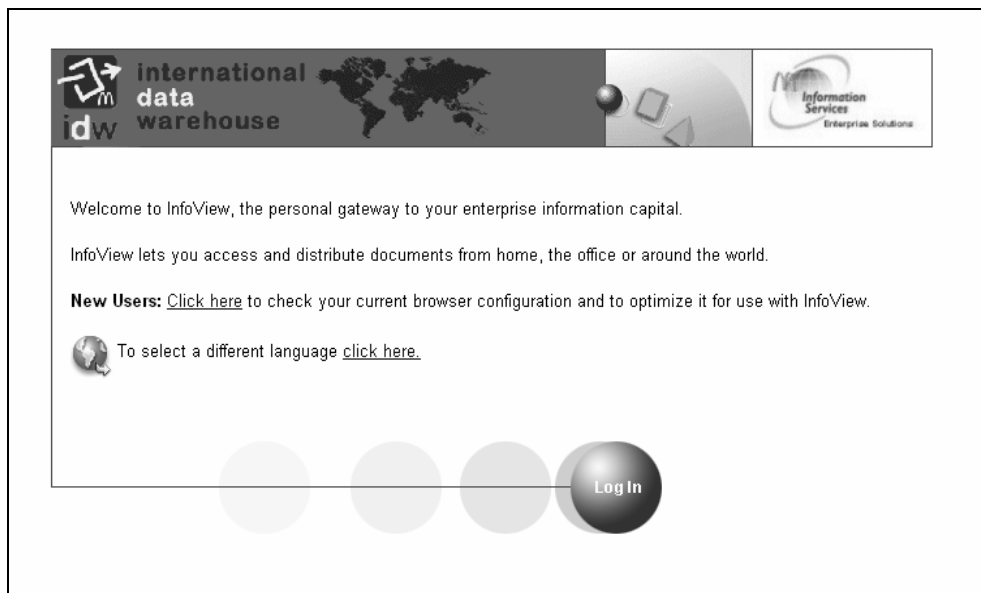 international
data
warehouse
idw
m
Information
Services
Enterprise Solutions
Welcome to InfoView, the personal gateway to your enterprise information capital.
InfoView lets you access and distribute documents from home, the office or around the world.
New Users: Click here to check your current browser configuration and to optimize it for use with InfoView.
To select a different language click here.
Log In